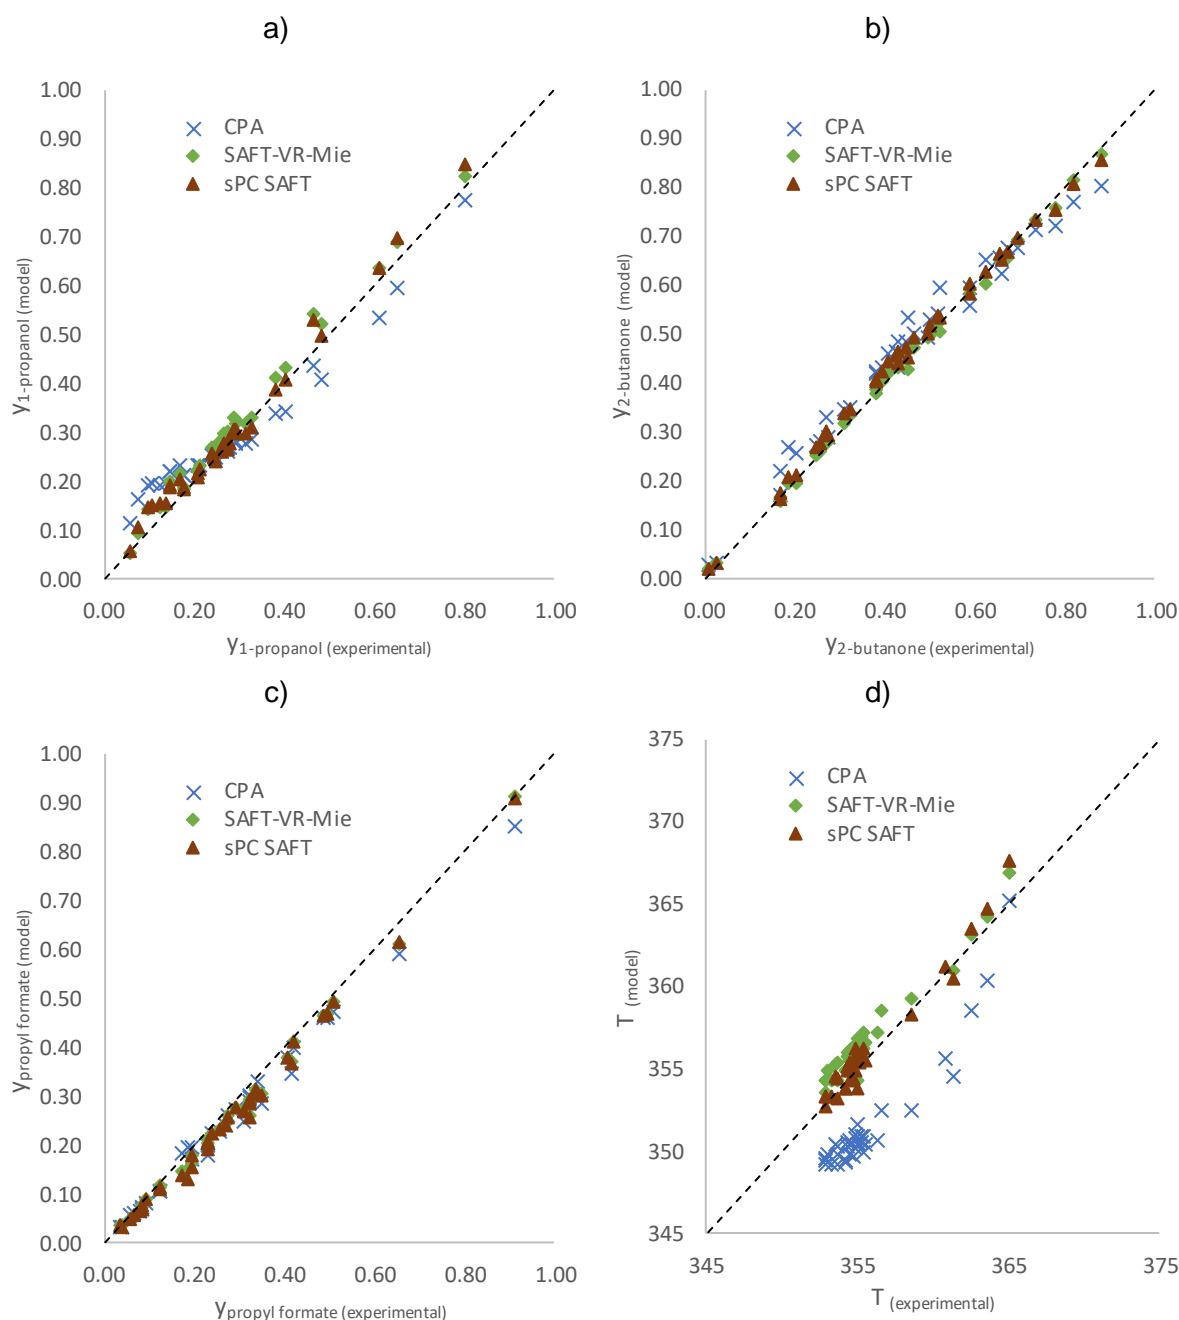 a)
1.00
0.90
0.80
0.70
0.60
0.50
0.40
0.30
0.20
0.10
0.00
y1-propanol (model)
CPA
SAFT-VR-Mie
sPC SAFT
0.00 0.20 0.40 0.60 0.80 1.00
y1-propanol (experimental)
b)
1.00
0.90
0.80
0.70
0.60
0.50
0.40
0.30
0.20
0.10
0.00
y2-butanone (model)
CPA
SAFT-VR-Mie
sPC SAFT
0.00 0.20 0.40 0.60 0.80 1.00
y2-butanone (experimental)
c)
1.00
0.90
0.80
0.70
0.60
0.50
0.40
0.30
0.20
0.10
0.00
ypropyl formate (model)
CPA
SAFT-VR-Mie
sPC SAFT
0.00 0.20 0.40 0.60 0.80 1.00
ypropyl formate (experimental)
d)
375
370
365
360
355
350
345
T (model)
CPA
SAFT-VR-Mie
sPC SAFT
345 355 365 375
T (experimental)